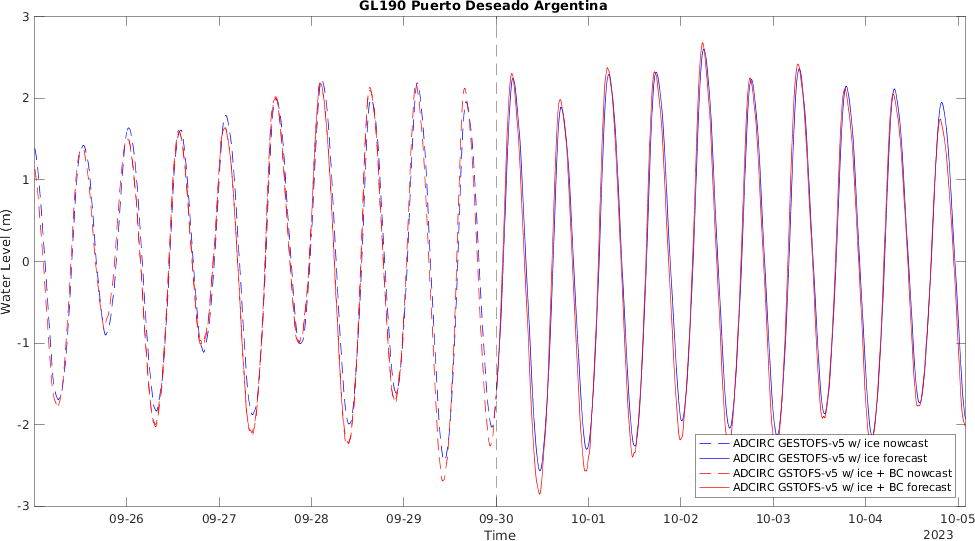 GL190 Puerto Deseado Argentina
3
2
1
0
-1
-2
-3
Water Level (m)
ADCIRC GESTOFS-v5 w/ ice nowcast
ADCIRC GESTOFS-v5 w/ ice forecast
ADCIRC GSTOFS-v5 w/ ice + BC nowcast
ADCIRC GSTOFS-v5 w/ ice + BC forecast
09-26 09-27 09-28 09-29 09-30 10-01 10-02 10-03 10-04 10-05
Time
2023